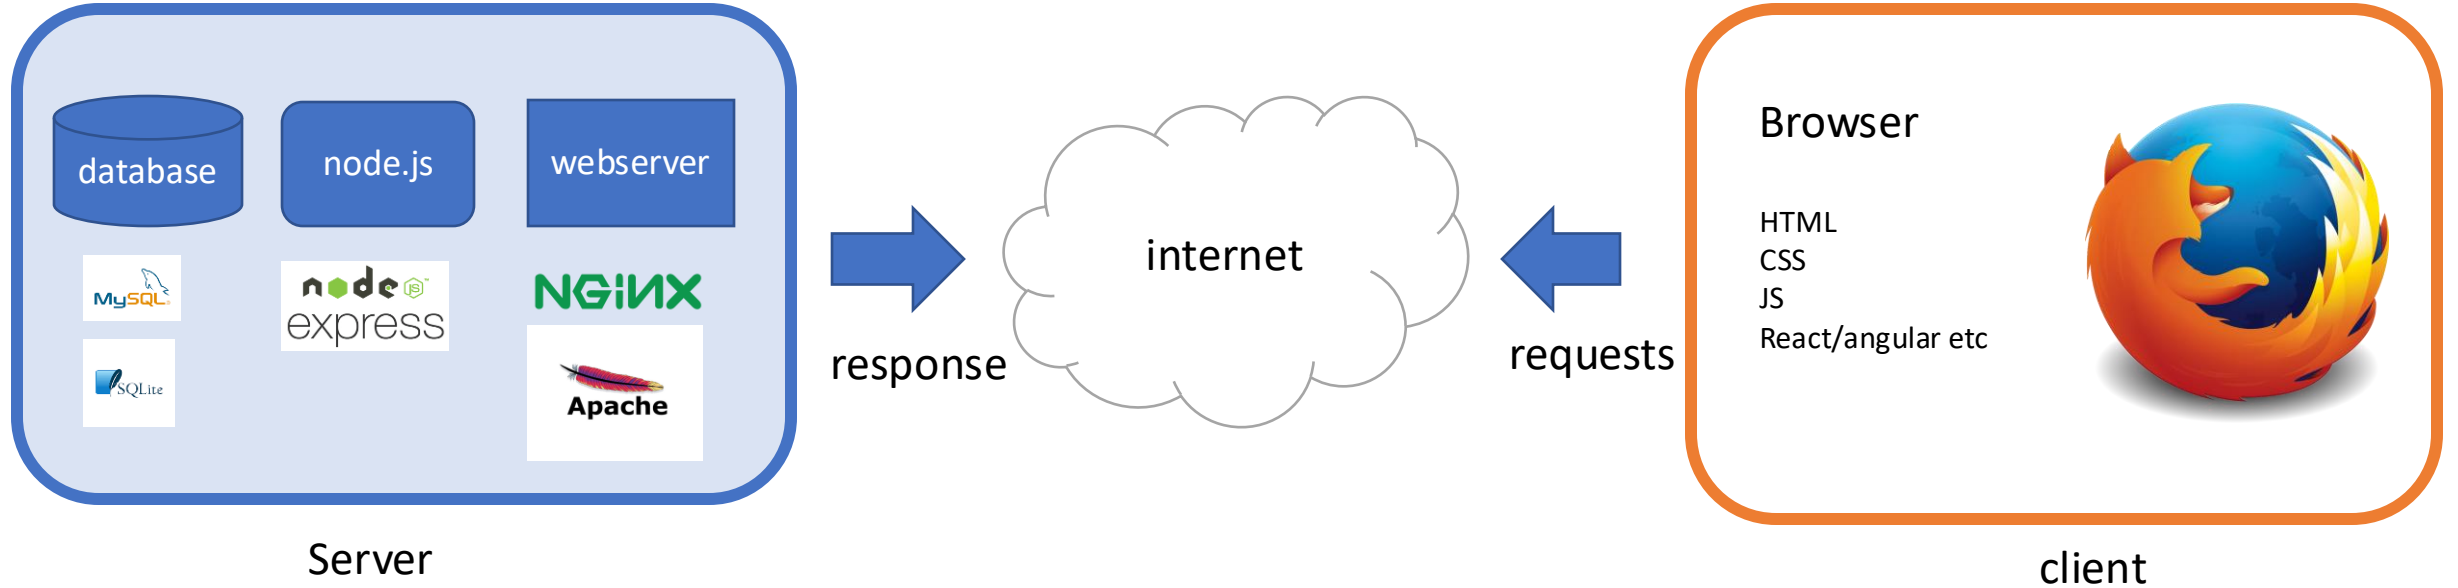 database
node.js
webserver
MySQL
SQLite
node JS
express
NGINX
Apache
Server
response
internet
requests
Browser
HTML
CSS
JS
React/angular etc
client